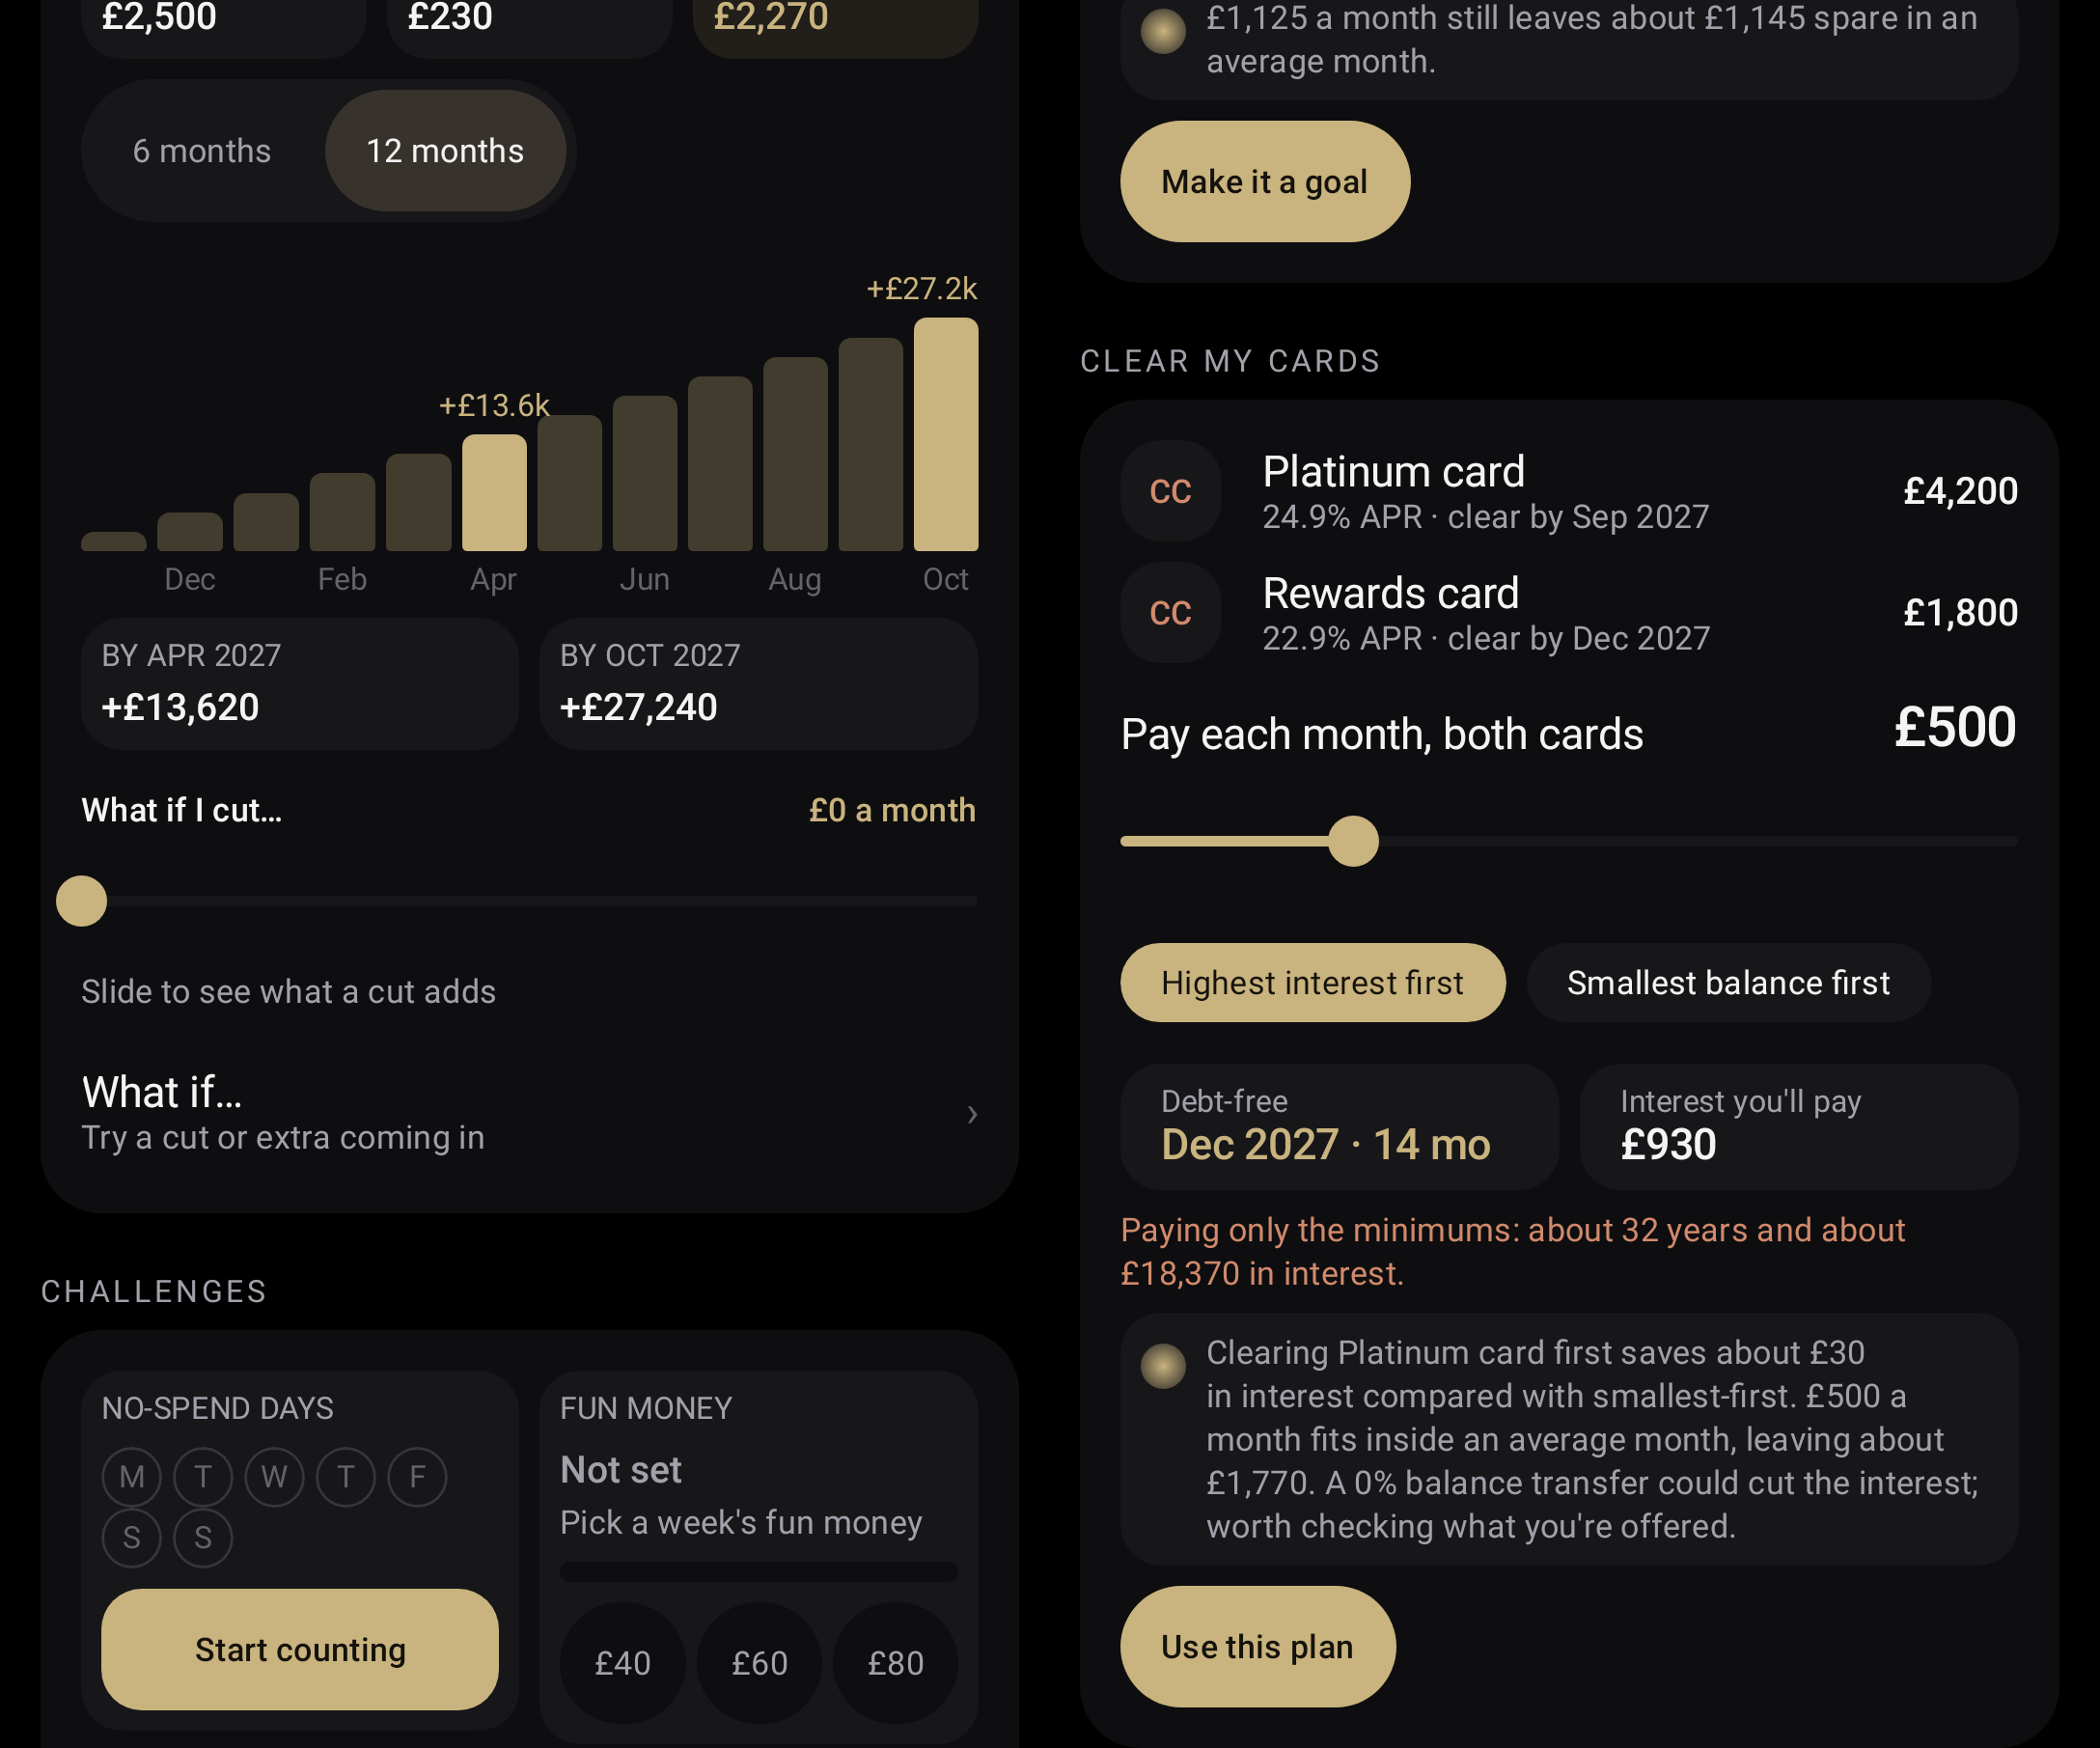 £2,500
£230
£2,270
6 months
12 months
+£27.2k
+£13.6k
Dec
Feb
Apr
Jun
Aug
Oct
BY APR 2027
+£13,620
BY OCT 2027
+£27,240
What if I cut…
£0 a month
Slide to see what a cut adds
What if…
Try a cut or extra coming in
›
CHALLENGES
NO-SPEND DAYS
M T W T F
S S
Start counting
FUN MONEY
Not set
Pick a week's fun money
£40
£60
£80
£1,125 a month still leaves about £1,145 spare in an
average month.
Make it a goal
CLEAR MY CARDS
CC
Platinum card
24.9% APR · clear by Sep 2027
£4,200
CC
Rewards card
22.9% APR · clear by Dec 2027
£1,800
Pay each month, both cards
£500
Highest interest first
Smallest balance first
Debt-free
Dec 2027 · 14 mo
Interest you'll pay
£930
Paying only the minimums: about 32 years and about
£18,370 in interest.
Clearing Platinum card first saves about £30
in interest compared with smallest-first. £500 a
month fits inside an average month, leaving about
£1,770. A 0% balance transfer could cut the interest;
worth checking what you're offered.
Use this plan